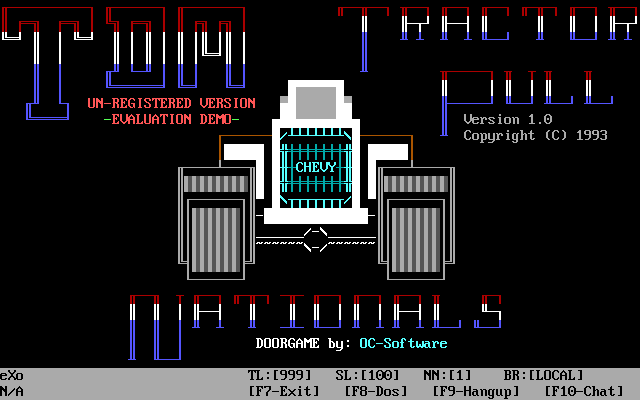 TRACTOR
PULL
UN-REGISTERED VERSION
-EVALUATION DEMO-
Version 1.0
Copyright (C) 1993
CHEVY
NATIONALS
DOORGAME by: OC-Software
eXo TL:[999] SL:[100] NN:[1] BR:[LOCAL]
N/A [F7-Exit] [F8-Dos] [F9-Hangup] [F10-Chat]